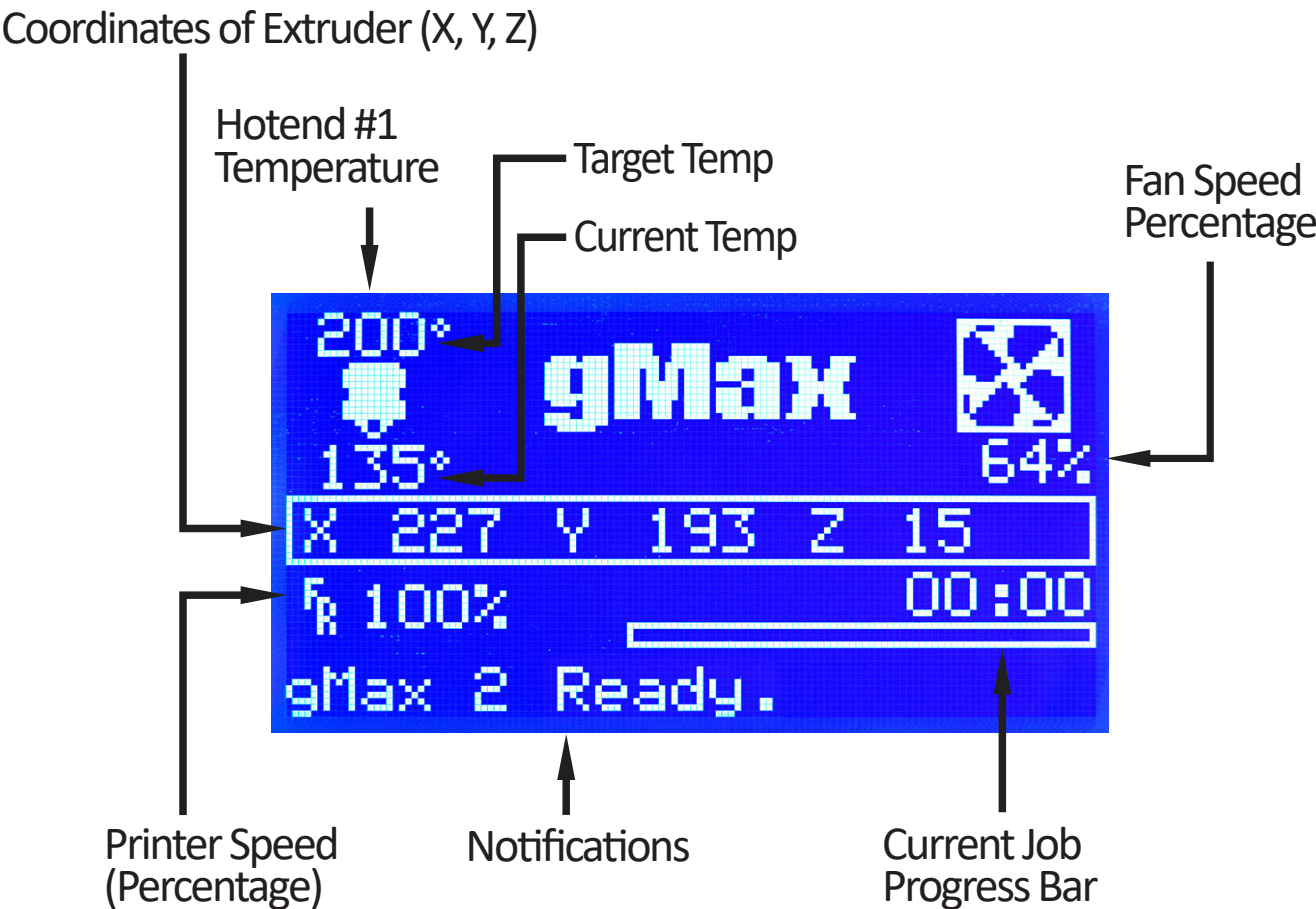 Coordinates of Extruder (X, Y, Z)
Hotend #1
Temperature
Target Temp
Current Temp
Fan Speed
Percentage
200°
gMax
135°
64%
X 227 Y 193 Z 15
FR 100%
00:00
gMax 2 Ready.
Printer Speed
(Percentage)
Notifications
Current Job
Progress Bar